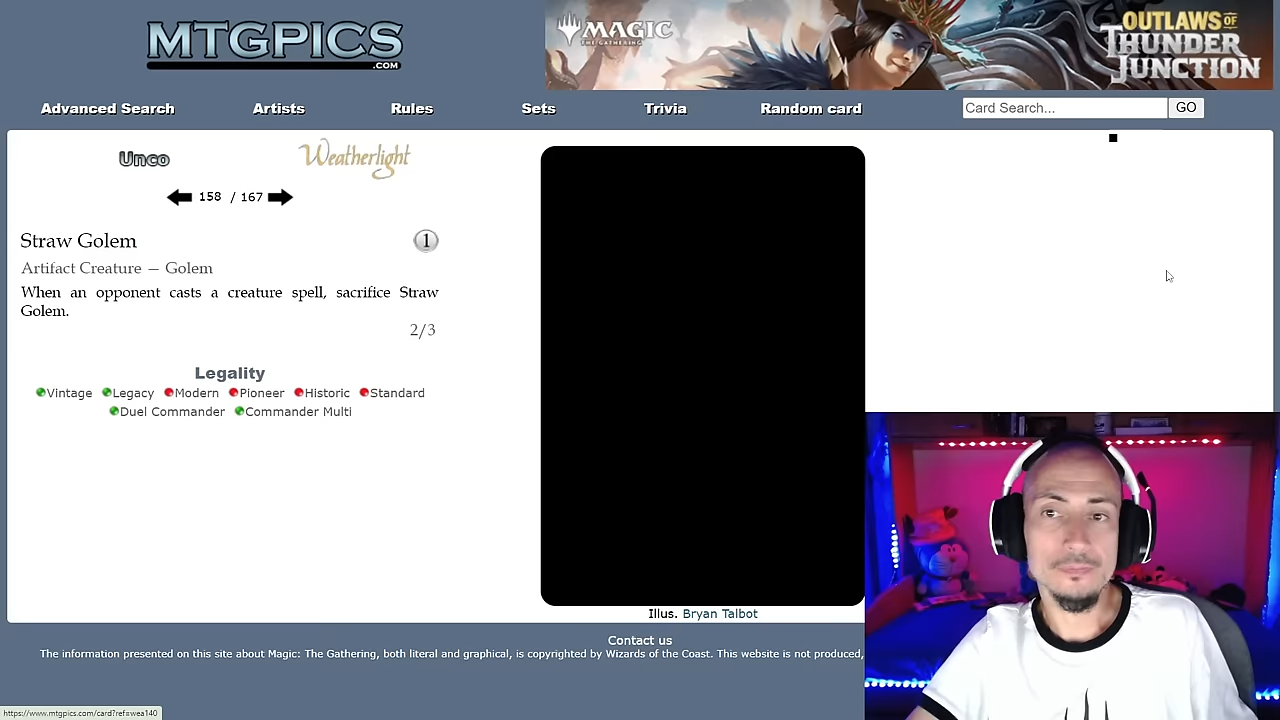 MTGPICS
.COM
MAGIC
THE GATHERING
OUTLAWS OF
THUNDER
JUNCTION
Advanced Search Artists Rules Sets Trivia Random card Card Search... GO
Unco Weatherlight
158 / 167
Straw Golem 1
Artifact Creature — Golem
When an opponent casts a creature spell, sacrifice Straw
Golem.
2/3
Legality
Vintage Legacy Modern Pioneer Historic Standard
Duel Commander Commander Multi
Illus. Bryan Talbot
Contact us
The information presented on this site about Magic: The Gathering, both literal and graphical, is copyrighted by Wizards of the Coast. This website is not produced,
https://www.mtgpics.com/card?ref=wea140